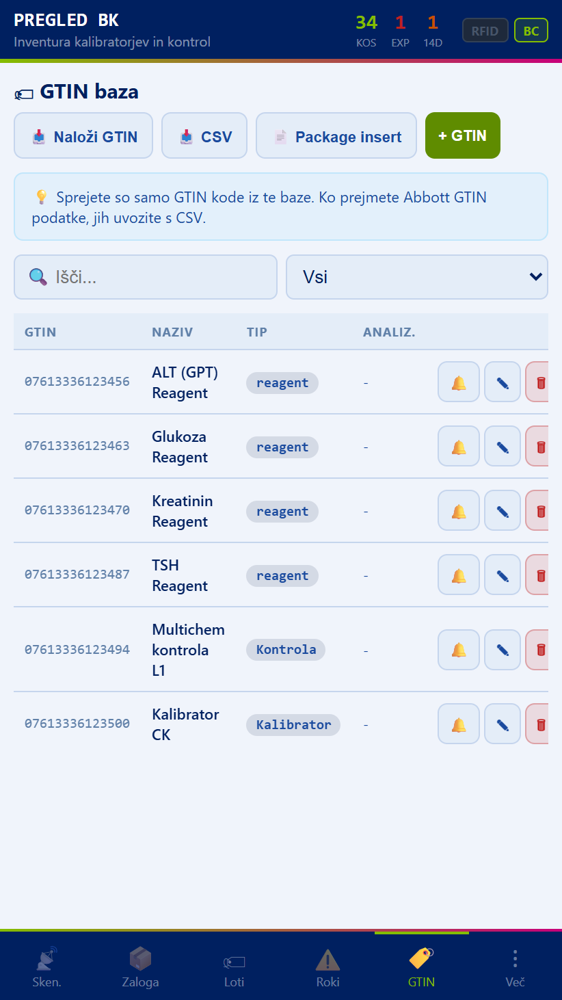 PREGLED BK
Inventura kalibratorjev in kontrol
34 1 1
KOS EXP 14D
RFID BC
GTIN baza
Naloži GTIN CSV Package insert + GTIN
Sprejete so samo GTIN kode iz te baze. Ko prejmete Abbott GTIN
podatke, jih uvozite s CSV.
Išči... Vsi
GTIN NAZIV TIP ANALIZ.
07613336123456 ALT (GPT) Reagent reagent -
07613336123463 Glukoza Reagent reagent -
07613336123470 Kreatinin Reagent reagent -
07613336123487 TSH Reagent reagent -
07613336123494 Multichem kontrola L1 Kontrola -
07613336123500 Kalibrator CK Kalibrator -
Sken. Zaloga Loti Roki GTIN Več